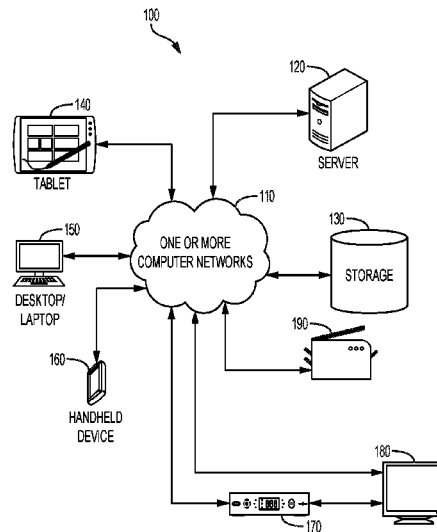 100
120
SERVER
140
TABLET
110
ONE OR MORE
COMPUTER NETWORKS
130
STORAGE
150
DESKTOP/
LAPTOP
190
160
HANDHELD
DEVICE
180
170